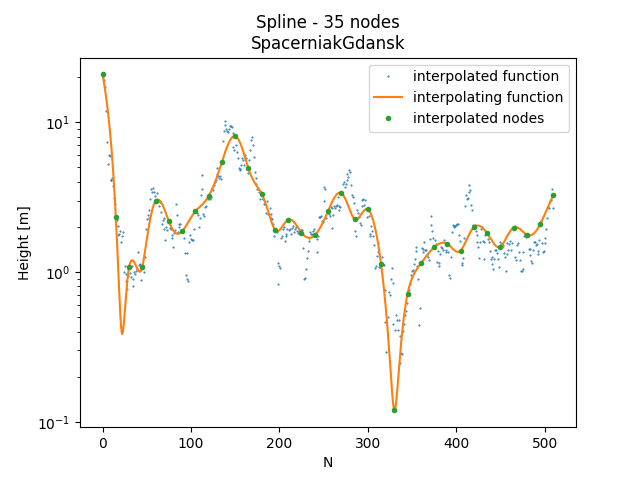 Spline - 35 nodes
SpacerniakGdansk
interpolated function
interpolating function
interpolated nodes
Height [m]
10¹
10⁰
10⁻¹
0 100 200 300 400 500
N